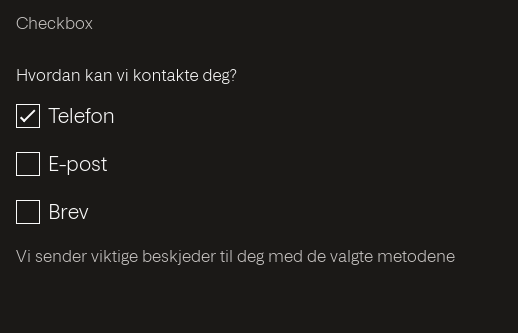 Checkbox
Hvordan kan vi kontakte deg?
Telefon
E-post
Brev
Vi sender viktige beskjeder til deg med de valgte metodene